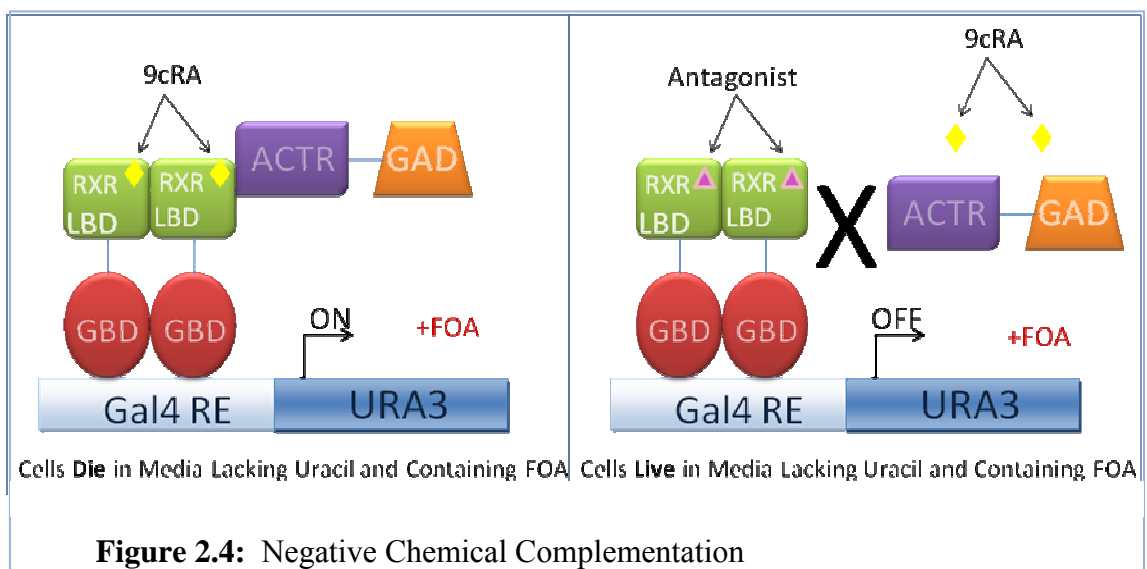 9cRA
RXR
LBD
RXR
LBD
ACTR
GAD
GBD
GBD
ON
+FOA
Gal4 RE
URA3
Cells Die in Media Lacking Uracil and Containing FOA
9cRA
Antagonist
RXR
LBD
RXR
LBD
X
ACTR
GAD
GBD
GBD
OFF
+FOA
Gal4 RE
URA3
Cells Live in Media Lacking Uracil and Containing FOA
Figure 2.4: Negative Chemical Complementation